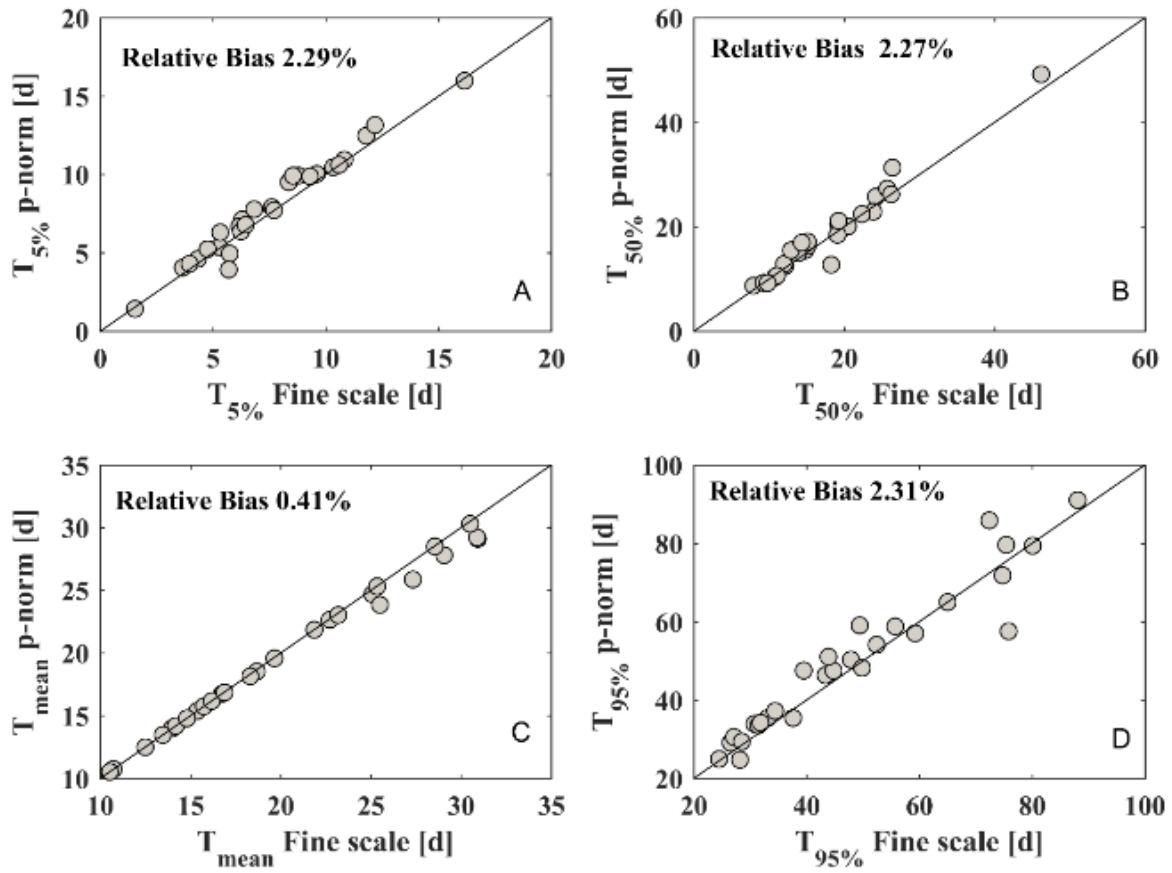 20
15
10
5
0
0 5 10 15 20
T5% p-norm [d]
T5% Fine scale [d]
Relative Bias 2.29%
A
60
40
20
0
0 20 40 60
T50% p-norm [d]
T50% Fine scale [d]
Relative Bias 2.27%
B
35
30
25
20
15
10
10 15 20 25 30 35
Tmean p-norm [d]
Tmean Fine scale [d]
Relative Bias 0.41%
C
100
80
60
40
20
20 40 60 80 100
T95% p-norm [d]
T95% Fine scale [d]
Relative Bias 2.31%
D